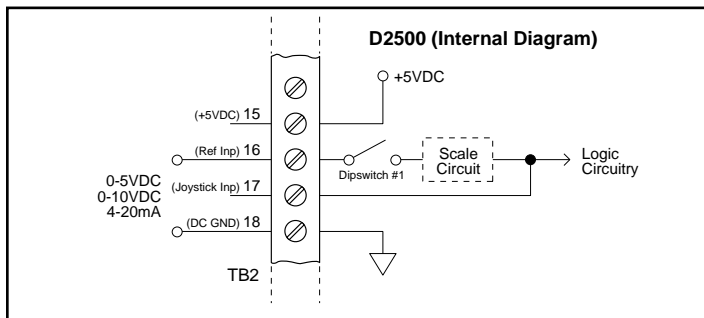 D2500 (Internal Diagram)
+5VDC
(+5VDC) 15
(Ref Inp) 16
Dipswitch #1
Scale
Circuit
Logic
Circuitry
0-5VDC
0-10VDC
4-20mA
(Joystick Inp) 17
(DC GND) 18
TB2